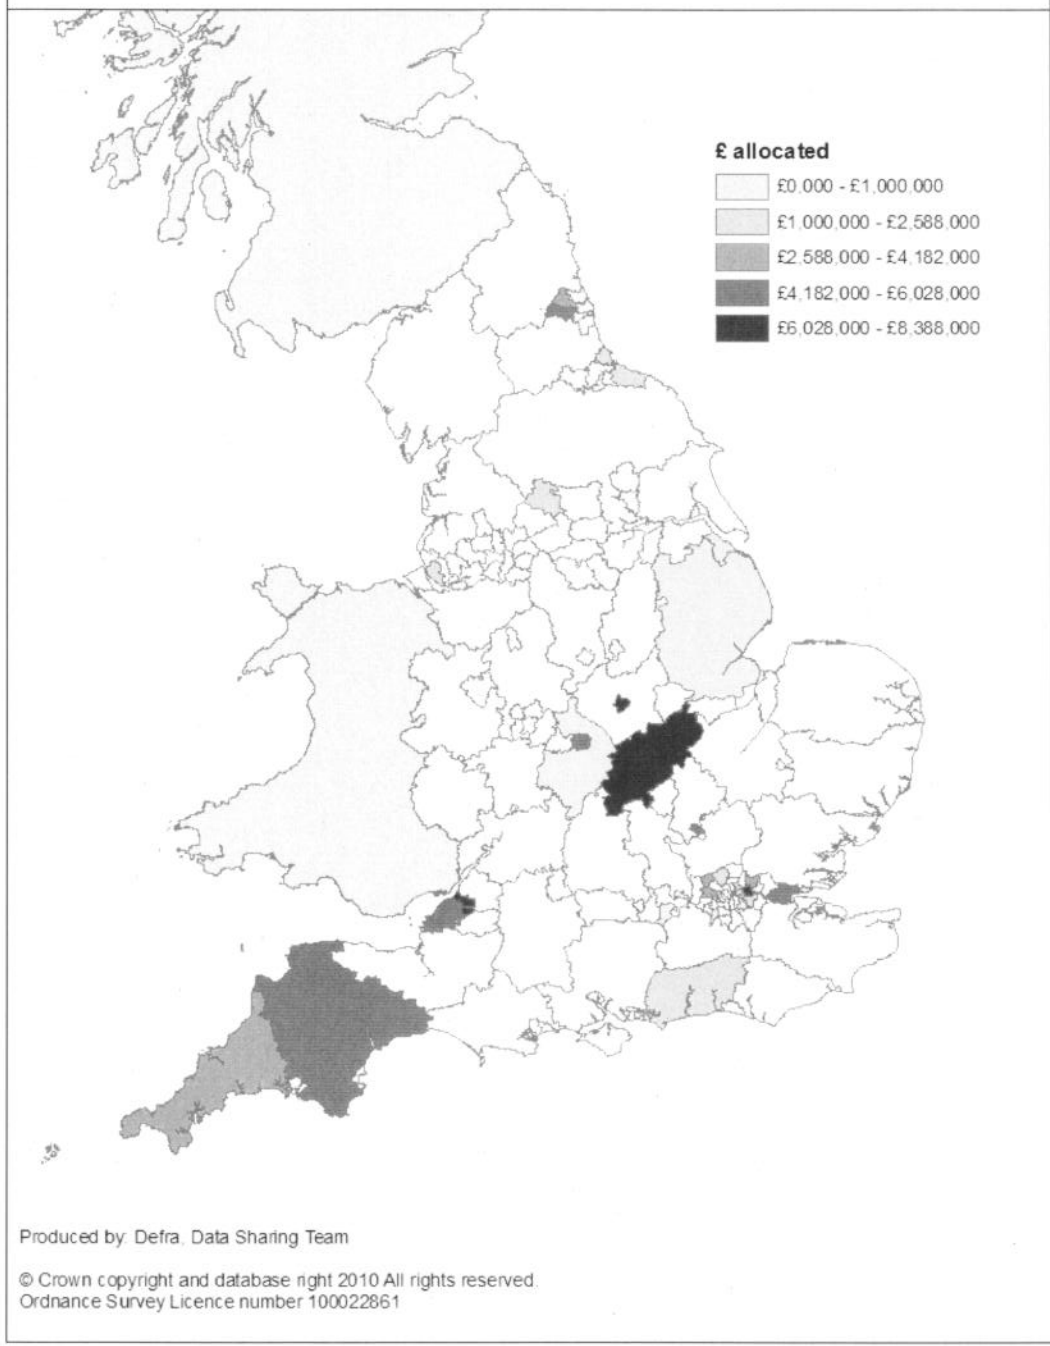 £ allocated
£0,000 - £1,000,000
£1,000,000 - £2,588,000
£2,588,000 - £4,182,000
£4,182,000 - £6,028,000
£6,028,000 - £8,388,000
Produced by: Defra, Data Sharing Team
© Crown copyright and database right 2010 All rights reserved.
Ordnance Survey Licence number 100022861